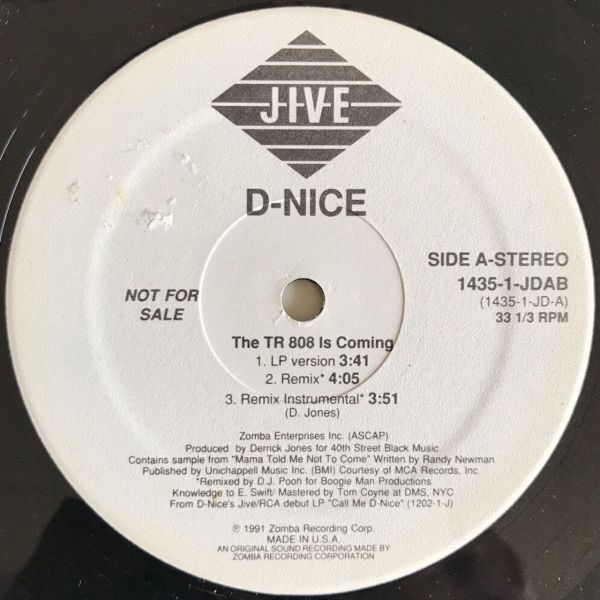 JIVE
D-NICE
SIDE A-STEREO
1435-1-JDAB
(1435-1-JD-A)
33 1/3 RPM
NOT FOR
SALE
The TR 808 Is Coming
1. LP version 3:41
2. Remix* 4:05
3. Remix Instrumental* 3:51
(D. Jones)
Zomba Enterprises Inc. (ASCAP)
Produced by Derrick Jones for 40th Street Black Music
Contains sample from "Mama Told Me Not To Come" Written by Randy Newman
Published by Unichappell Music Inc. (BMI) Courtesy of MCA Records, Inc.
*Remixed by D.J. Pooh for Boogie Man Productions
Knowledge to E. Swift/ Mastered by Tom Coyne at DMS, NYC
From D-Nice's Jive/RCA debut LP "Call Me D-Nice" (1202-1-J)
℗ 1991 Zomba Recording Corp.
MADE IN U.S.A.
AN ORIGINAL SOUND RECORDING MADE BY
ZOMBA RECORDING CORPORATION